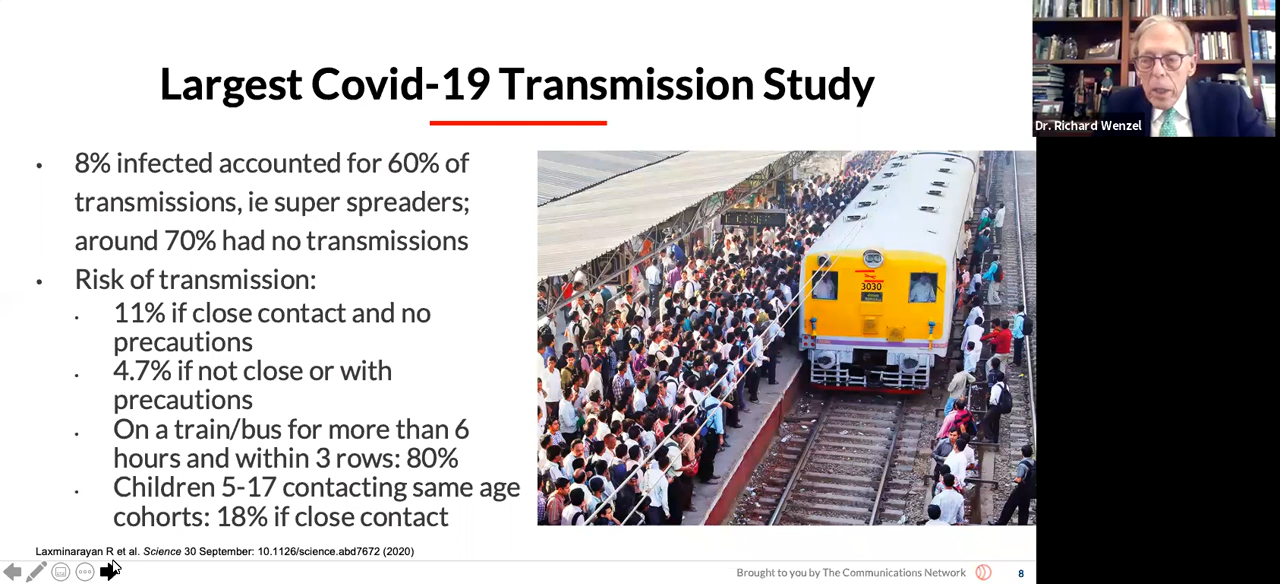 Largest Covid-19 Transmission Study
Dr. Richard Wenzel
• 8% infected accounted for 60% of
transmissions, ie super spreaders;
around 70% had no transmissions
• Risk of transmission:
• 11% if close contact and no
precautions
• 4.7% if not close or with
precautions
• On a train/bus for more than 6
hours and within 3 rows: 80%
• Children 5-17 contacting same age
cohorts: 18% if close contact
3030
Laxminarayan R et al. Science 30 September: 10.1126/science.abd7672 (2020)
Brought to you by The Communications Network
8